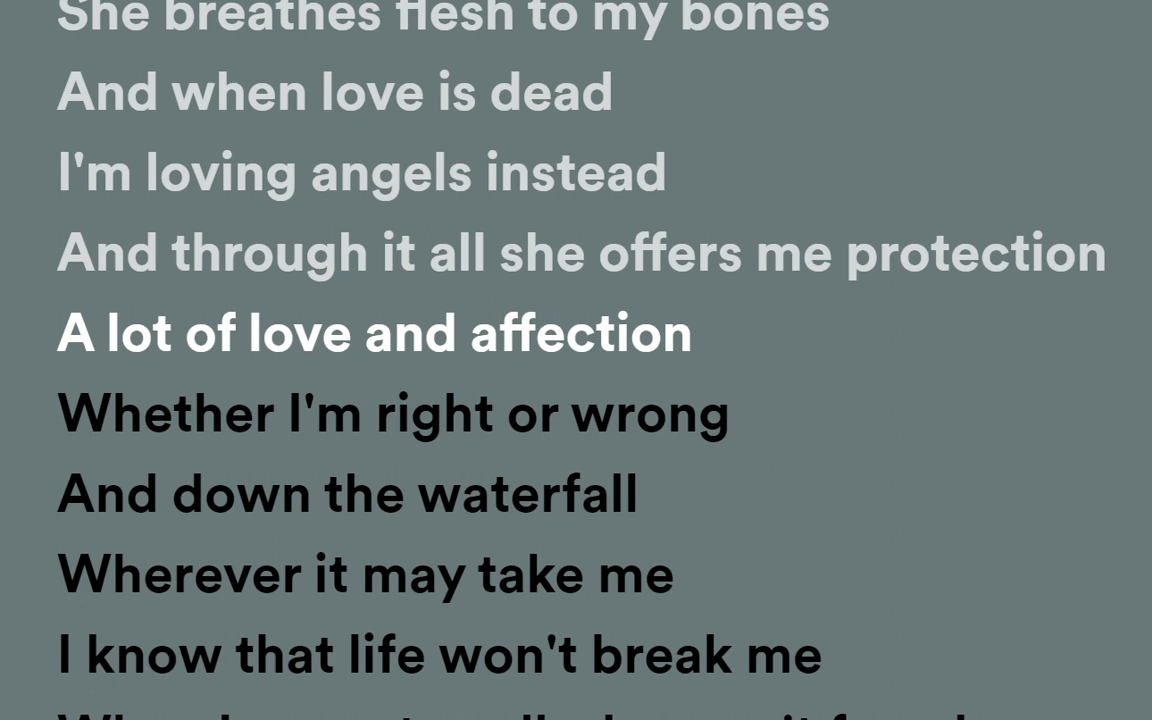 She breathes flesh to my bones
And when love is dead
I'm loving angels instead
And through it all she offers me protection
A lot of love and affection
Whether I'm right or wrong
And down the waterfall
Wherever it may take me
I know that life won't break me